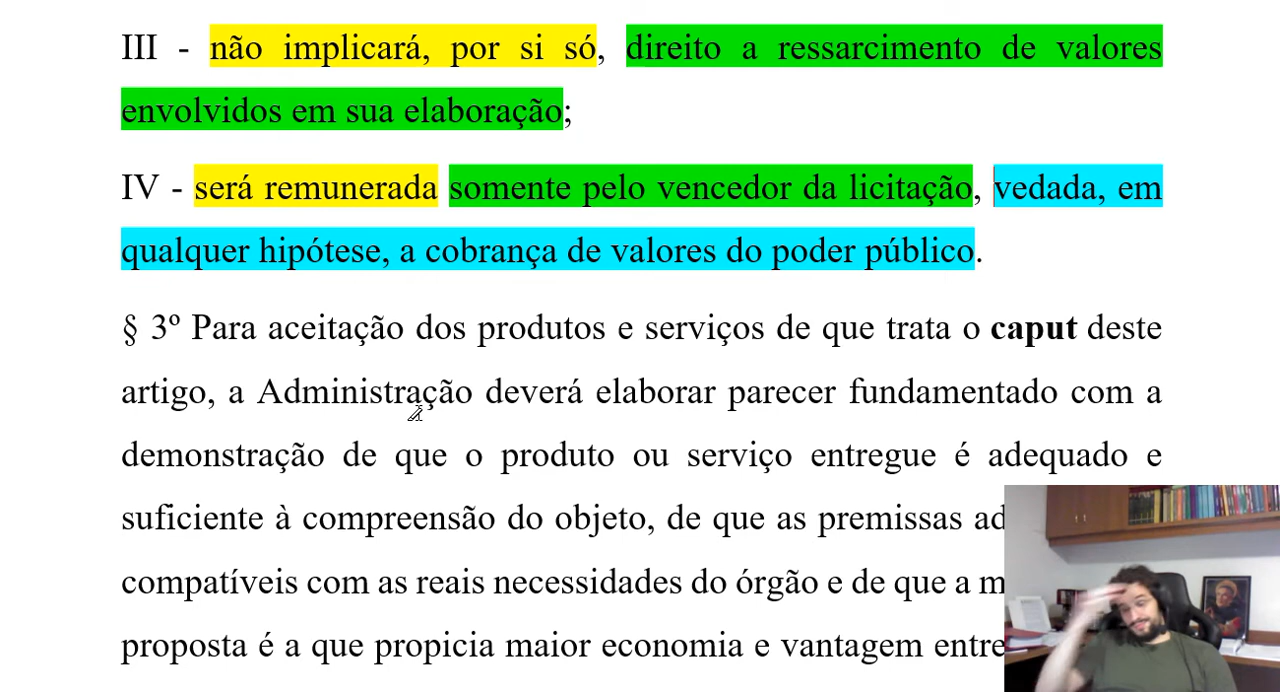 III - não implicará, por si só, direito a ressarcimento de valores
envolvidos em sua elaboração;
IV - será remunerada somente pelo vencedor da licitação, vedada, em
qualquer hipótese, a cobrança de valores do poder público.
§ 3º Para aceitação dos produtos e serviços de que trata o caput deste
artigo, a Administração deverá elaborar parecer fundamentado com a
demonstração de que o produto ou serviço entregue é adequado e
suficiente à compreensão do objeto, de que as premissas
compatíveis com as reais necessidades do órgão e de que a
proposta é a que propicia maior economia e vantagem